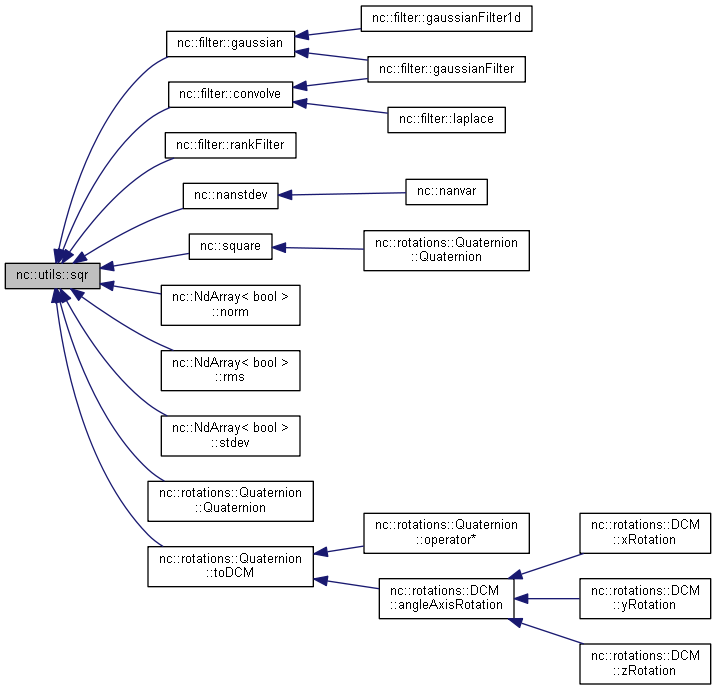 nc::utils::sqr
nc::filter::gaussian
nc::filter::gaussianFilter1d
nc::filter::gaussianFilter
nc::filter::convolve
nc::filter::laplace
nc::filter::rankFilter
nc::nanstdev
nc::nanvar
nc::square
nc::rotations::Quaternion
::Quaternion
nc::NdArray< bool >
::norm
nc::NdArray< bool >
::rms
nc::NdArray< bool >
::stdev
nc::rotations::Quaternion
::Quaternion
nc::rotations::Quaternion
::toDCM
nc::rotations::Quaternion
::operator*
nc::rotations::DCM
::angleAxisRotation
nc::rotations::DCM
::xRotation
nc::rotations::DCM
::yRotation
nc::rotations::DCM
::zRotation